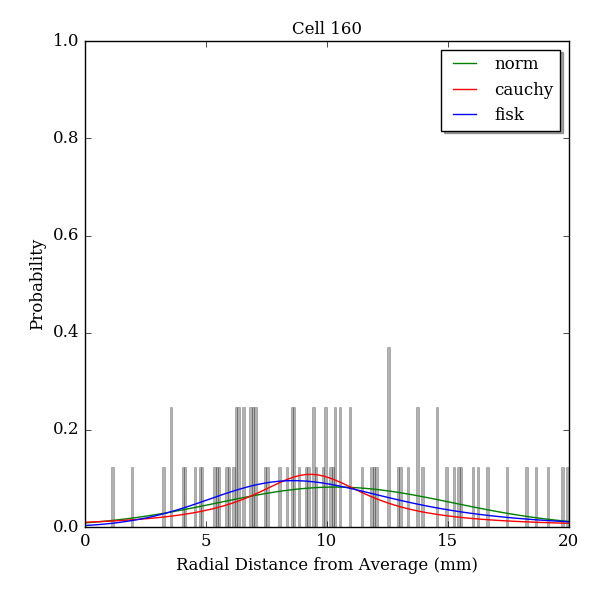 Cell 160
1.0
0.8
0.6
0.4
0.2
0.0
Probability
norm
cauchy
fisk
0 5 10 15 20
Radial Distance from Average (mm)